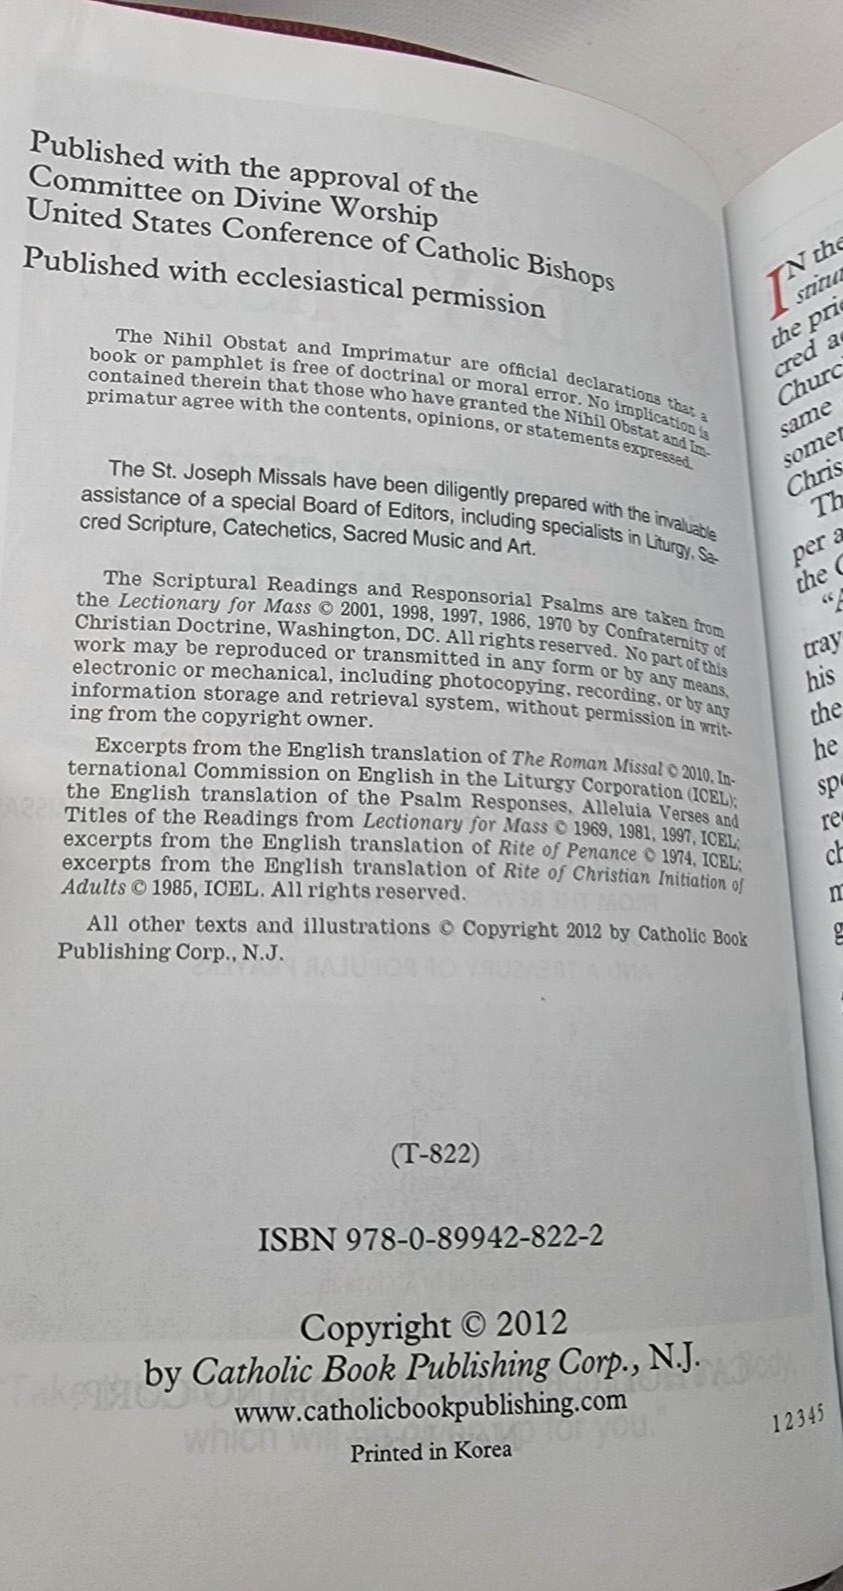 Published with the approval of the
Committee on Divine Worship
United States Conference of Catholic Bishops
Published with ecclesiastical permission
The Nihil Obstat and Imprimatur are official declarations that a
book or pamphlet is free of doctrinal or moral error. No implication is
contained therein that those who have granted the Nihil Obstat and Im-
primatur agree with the contents, opinions, or statements expressed.
The St. Joseph Missals have been diligently prepared with the invaluable
assistance of a special Board of Editors, including specialists in Liturgy, Sa-
cred Scripture, Catechetics, Sacred Music and Art.
The Scriptural Readings and Responsorial Psalms are taken from
the Lectionary for Mass © 2001, 1998, 1997, 1986, 1970 by Confraternity of
Christian Doctrine, Washington, DC. All rights reserved. No part of this
work may be reproduced or transmitted in any form or by any means,
electronic or mechanical, including photocopying, recording, or by any
information storage and retrieval system, without permission in writ-
ing from the copyright owner.
Excerpts from the English translation of The Roman Missal © 2010, In-
ternational Commission on English in the Liturgy Corporation (ICEL);
the English translation of the Psalm Responses, Alleluia Verses and
Titles of the Readings from Lectionary for Mass © 1969, 1981, 1997, ICEL;
excerpts from the English translation of Rite of Penance © 1974, ICEL;
excerpts from the English translation of Rite of Christian Initiation of
Adults © 1985, ICEL. All rights reserved.
All other texts and illustrations © Copyright 2012 by Catholic Book
Publishing Corp., N.J.
(T-822)
ISBN 978-0-89942-822-2
Copyright © 2012
by Catholic Book Publishing Corp., N.J.
www.catholicbookpublishing.com
Printed in Korea
1 2 3 4 5
IN the
the
same
Th
the
"A
his
the
he